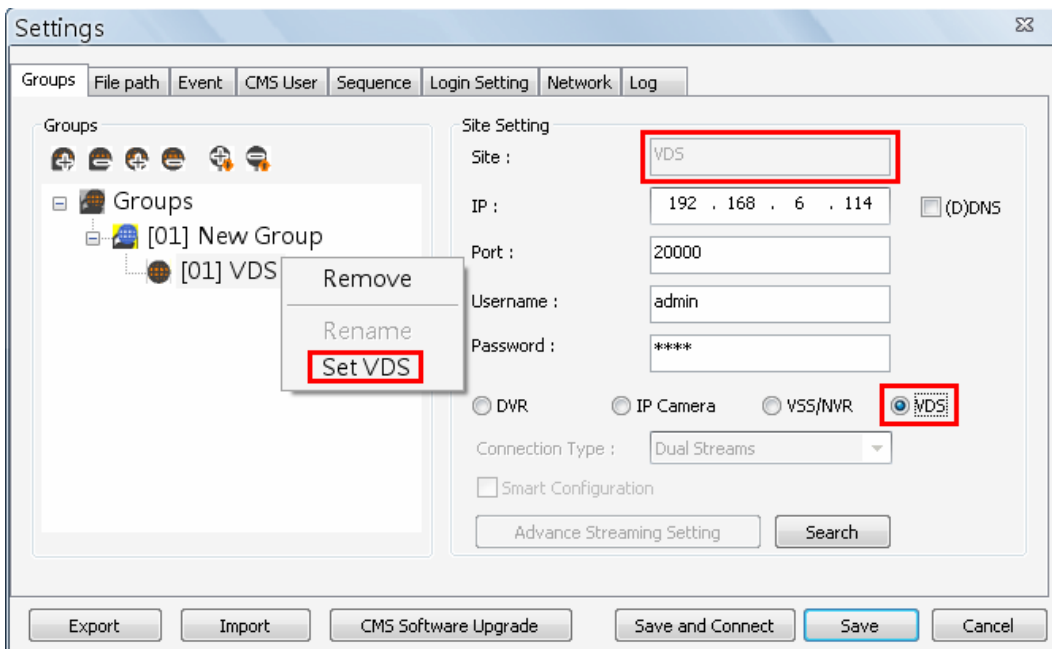 Settings
Groups File path Event CMS User Sequence Login Setting Network Log
Groups
Groups
[01] New Group
[01] VDS
Remove
Rename
Set VDS
Site Setting
Site : VDS
IP : 192 . 168 . 6 . 114 (D)DNS
Port : 20000
Username : admin
Password : ****
DVR IP Camera VSS/NVR VDS
Connection Type : Dual Streams
Smart Configuration
Advance Streaming Setting Search
Export Import CMS Software Upgrade Save and Connect Save Cancel